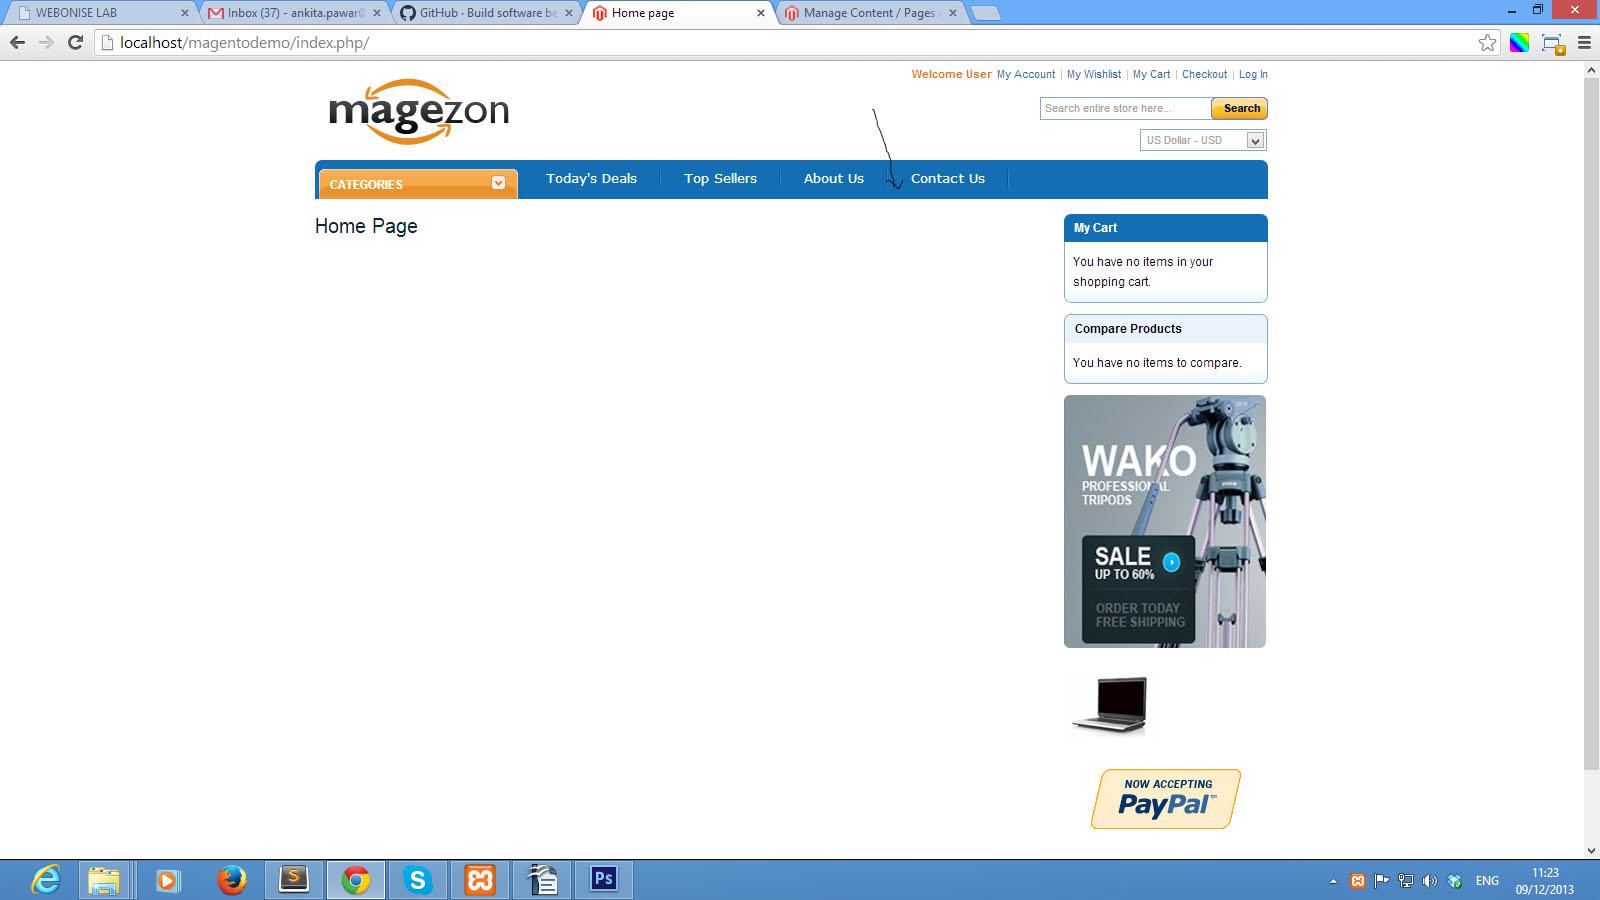 WEBONISE LAB
Inbox (37) - ankita.pawar@
GitHub · Build software be
Home page
Manage Content / Pages /
localhost/magentodemo/index.php/
Welcome User My Account | My Wishlist | My Cart | Checkout | Log In
magezon
Search entire store here... Search
US Dollar - USD
CATEGORIES
Today's Deals
Top Sellers
About Us
Contact Us
Home Page
My Cart
You have no items in your
shopping cart.
Compare Products
You have no items to compare.
WAKO
PROFESSIONAL
TRIPODS
SALE
UP TO 60%
ORDER TODAY
FREE SHIPPING
NOW ACCEPTING
PayPal
S
S
Ps
ENG
11:23
09/12/2013